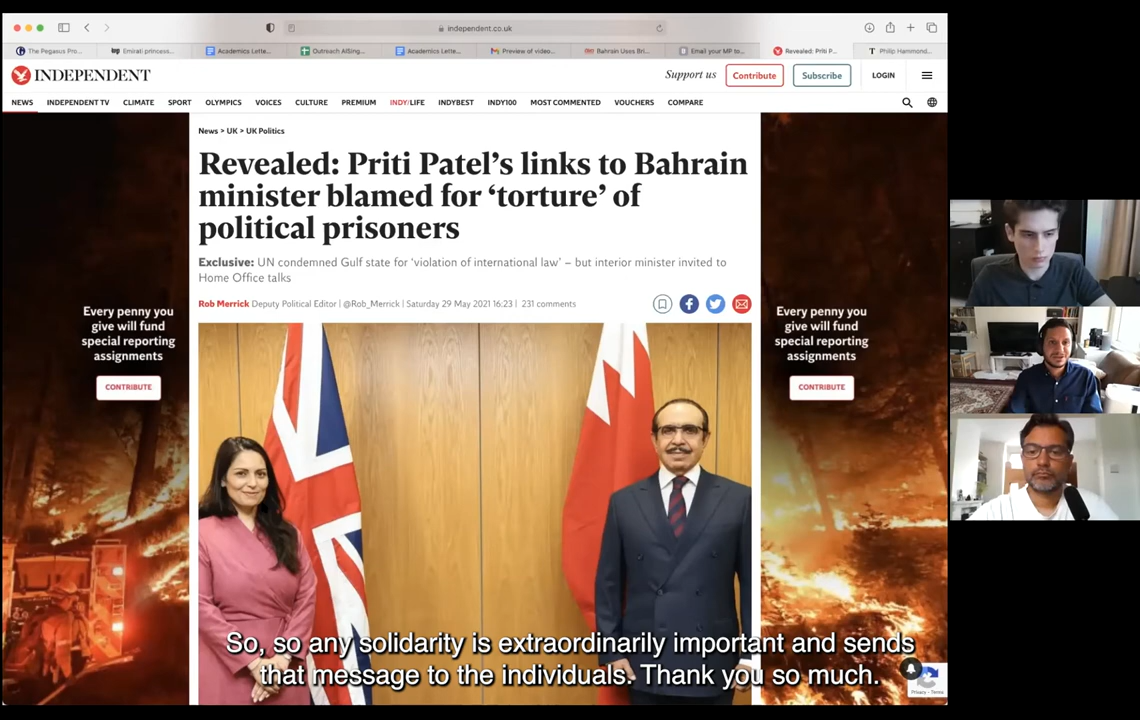 independent.co.uk
The Pegasus Pro...
Emirati princess...
Academics Lette...
Outreach AISing...
Academics Lette...
Preview of video...
Bahrain Uses Bri...
Email your MP to...
Revealed: Priti P...
Philip Hammond...
INDEPENDENT
Support us
Contribute
Subscribe
LOGIN
NEWS INDEPENDENT TV CLIMATE SPORT OLYMPICS VOICES CULTURE PREMIUM INDY/LIFE INDYBEST INDY100 MOST COMMENTED VOUCHERS COMPARE
News > UK > UK Politics
Revealed: Priti Patel’s links to Bahrain
minister blamed for ‘torture’ of
political prisoners
Exclusive: UN condemned Gulf state for ‘violation of international law’ – but interior minister invited to
Home Office talks
Rob Merrick Deputy Political Editor | @Rob_Merrick | Saturday 29 May 2021 16:23 | 231 comments
Every penny you
give will fund
special reporting
assignments
CONTRIBUTE
Every penny you
give will fund
special reporting
assignments
CONTRIBUTE
So, so any solidarity is extraordinarily important and sends
that message to the individuals. Thank you so much.
Privacy - Terms